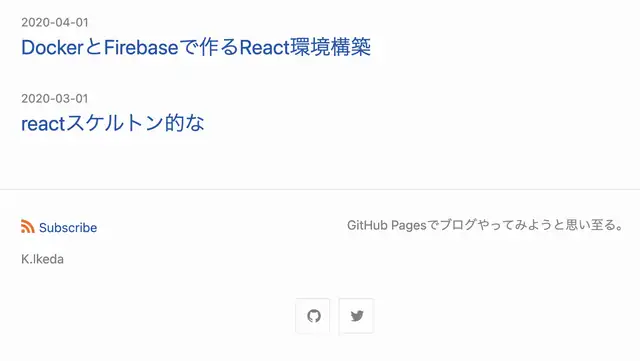 2020-04-01
DockerとFirebaseで作るReact環境構築
2020-03-01
reactスケルトン的な
Subscribe
GitHub Pagesでブログやってみようと思い至る。
K.Ikeda